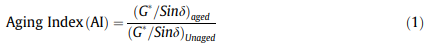 Aging Index (AI) = (G*/Sinδ)aged / (G*/Sinδ)Unaged (1)